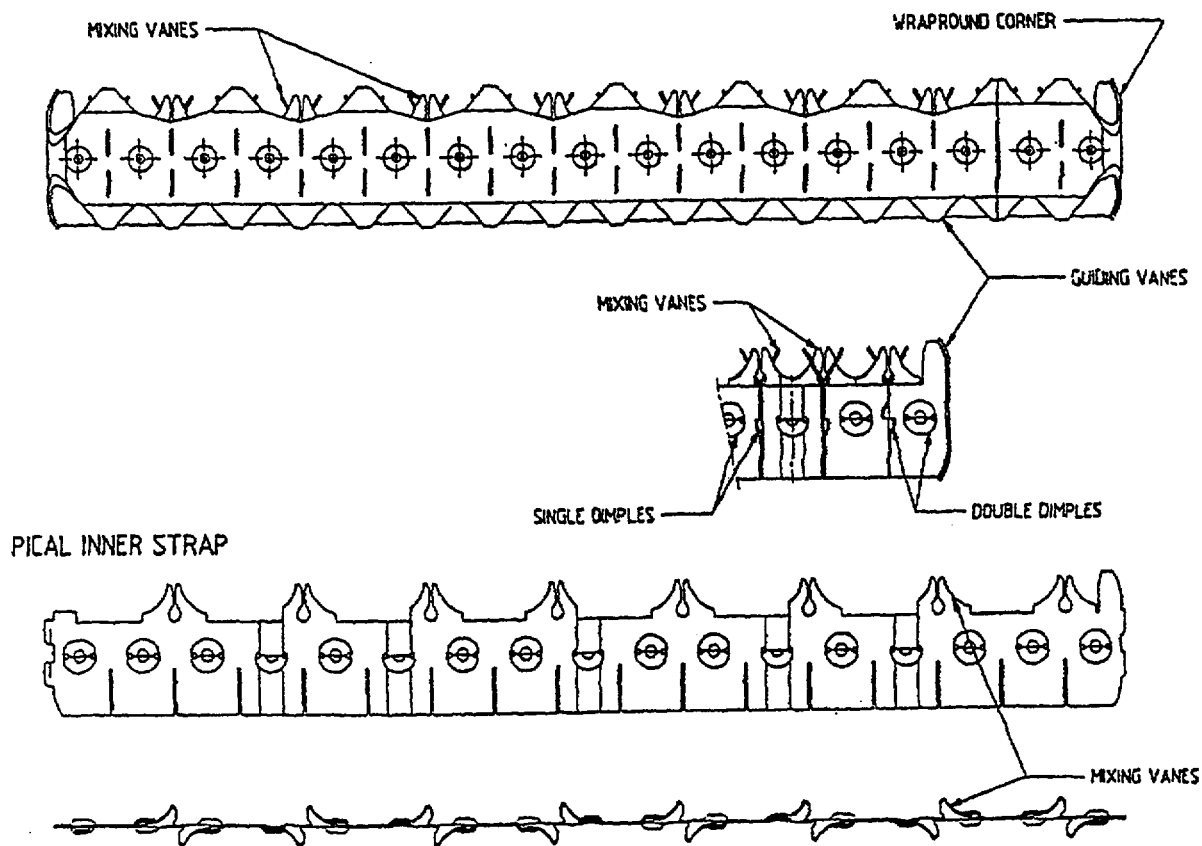 MIXING VANES
WRAPROUND CORNER
GUIDING VANES
MIXING VANES
SINGLE DIMPLES
DOUBLE DIMPLES
PICAL INNER STRAP
MIXING VANES